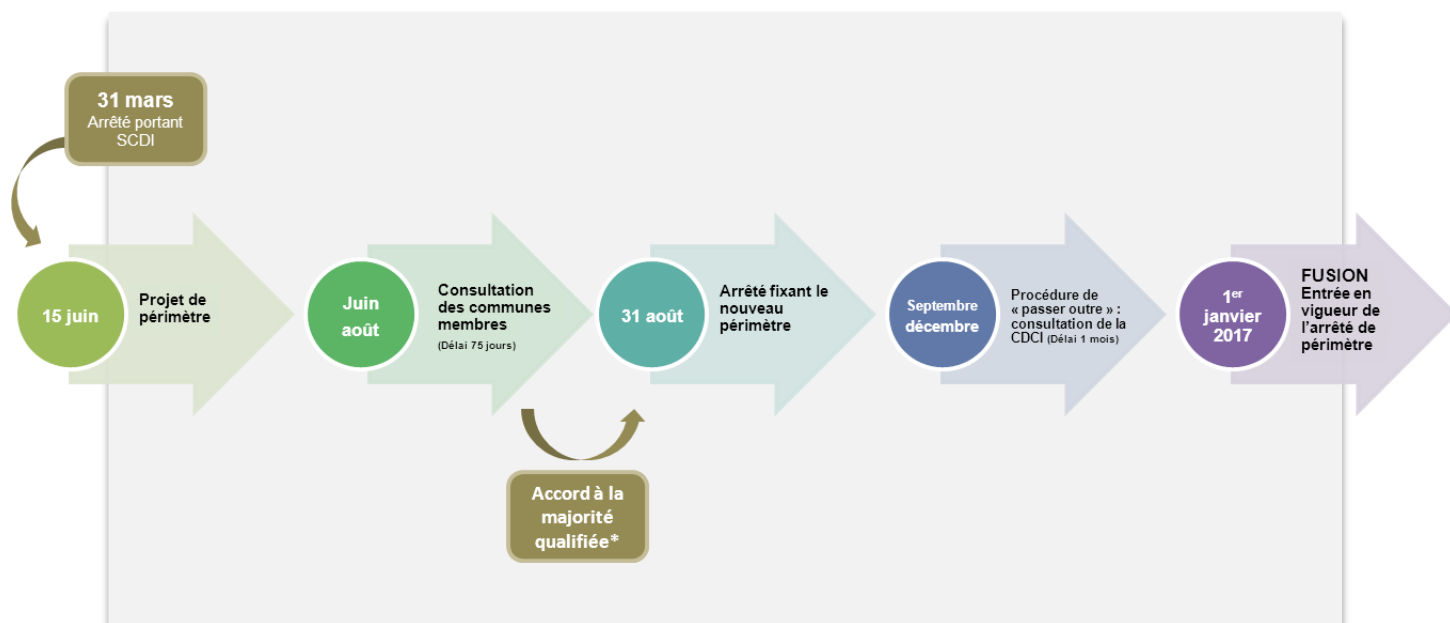 31 mars
Arrêté portant
SCDI
15 juin
Projet de
périmètre
Juin
août
Consultation
des communes
membres
(Délai 75 jours)
Accord à la
majorité
qualifiée*
31 août
Arrêté fixant le
nouveau
périmètre
Septembre
décembre
Procédure de
« passer outre » :
consultation de la
CDCI (Délai 1 mois)
1er
janvier
2017
FUSION
Entrée en
vigueur de
l’arrêté de
périmètre